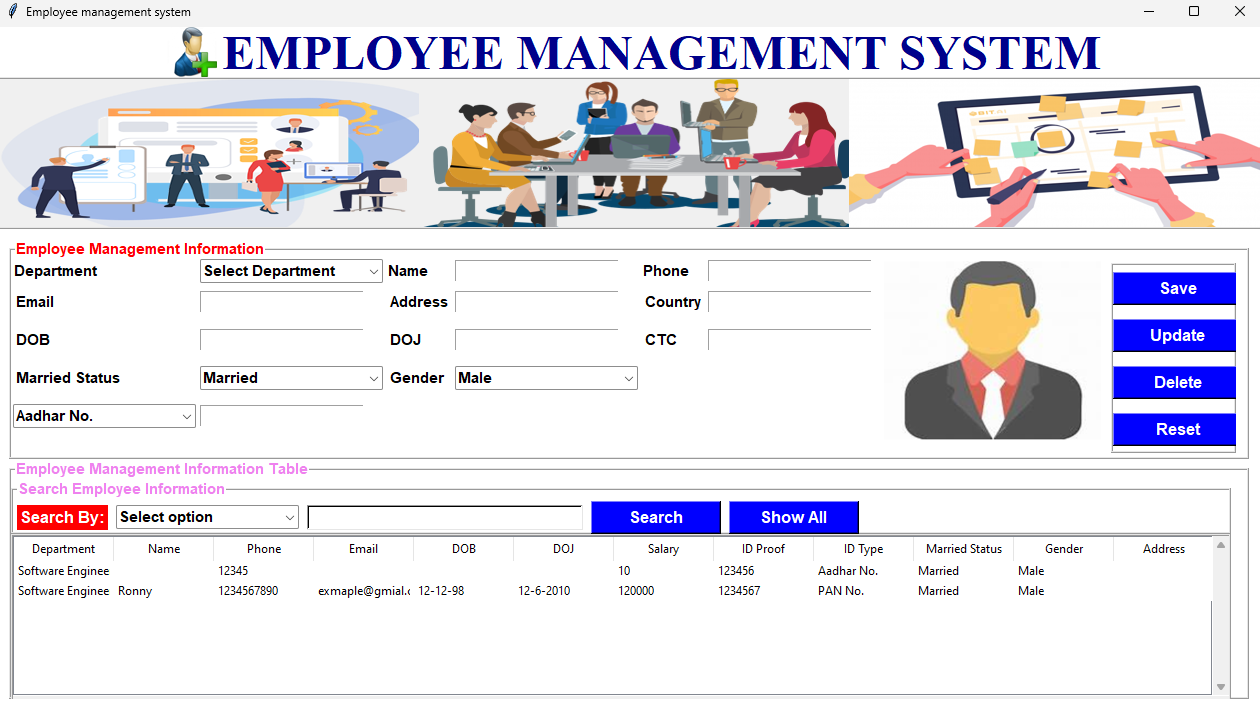 Employee management system
EMPLOYEE MANAGEMENT SYSTEM
Employee Management Information
Department Select Department Name Phone
Email Address Country
DOB DOJ CTC
Married Status Married Gender Male
Aadhar No.
Save
Update
Delete
Reset
Employee Management Information Table
Search Employee Information
Search By: Select option Search Show All
Department Name Phone Email DOB DOJ Salary ID Proof ID Type Married Status Gender Address
Software Enginee 12345 10 123456 Aadhar No. Married Male
Software Enginee Ronny 1234567890 exmaple@gmial.c 12-12-98 12-6-2010 120000 1234567 PAN No. Married Male